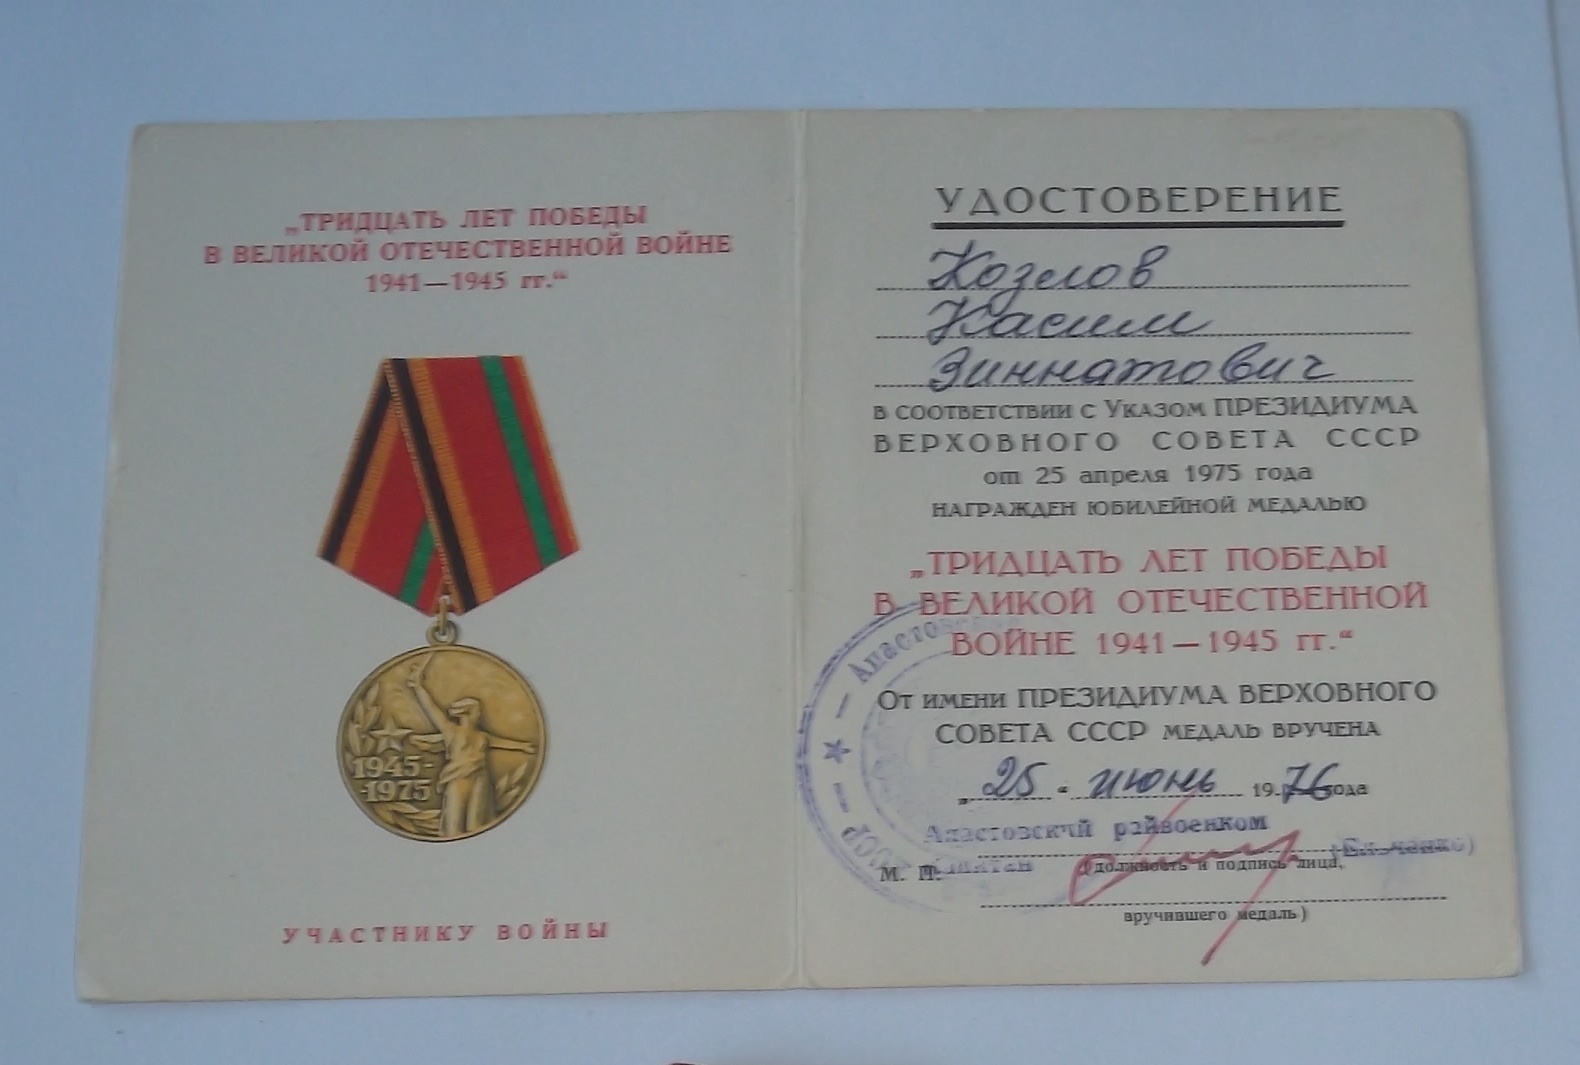 „ТРИДЦАТЬ ЛЕТ ПОБЕДЫ
В ВЕЛИКОЙ ОТЕЧЕСТВЕННОЙ ВОЙНЕ
1941—1945 гг.“
1945-
-1975
УЧАСТНИКУ ВОЙНЫ
УДОСТОВЕРЕНИЕ
Козлов
Касим
Зиннатович
В СООТВЕТСТВИИ С УКАЗОМ ПРЕЗИДИУМА
ВЕРХОВНОГО СОВЕТА СССР
от 25 апреля 1975 года
НАГРАЖДЕН ЮБИЛЕЙНОЙ МЕДАЛЬЮ
„ТРИДЦАТЬ ЛЕТ ПОБЕДЫ
В ВЕЛИКОЙ ОТЕЧЕСТВЕННОЙ
ВОЙНЕ 1941—1945 гг.“
ОТ ИМЕНИ ПРЕЗИДИУМА ВЕРХОВНОГО
СОВЕТА СССР МЕДАЛЬ ВРУЧЕНА
„25“ июнь 1976 года
Апастовский райвоенком
М. П.
(должность и подпись лица,
вручившего медаль)